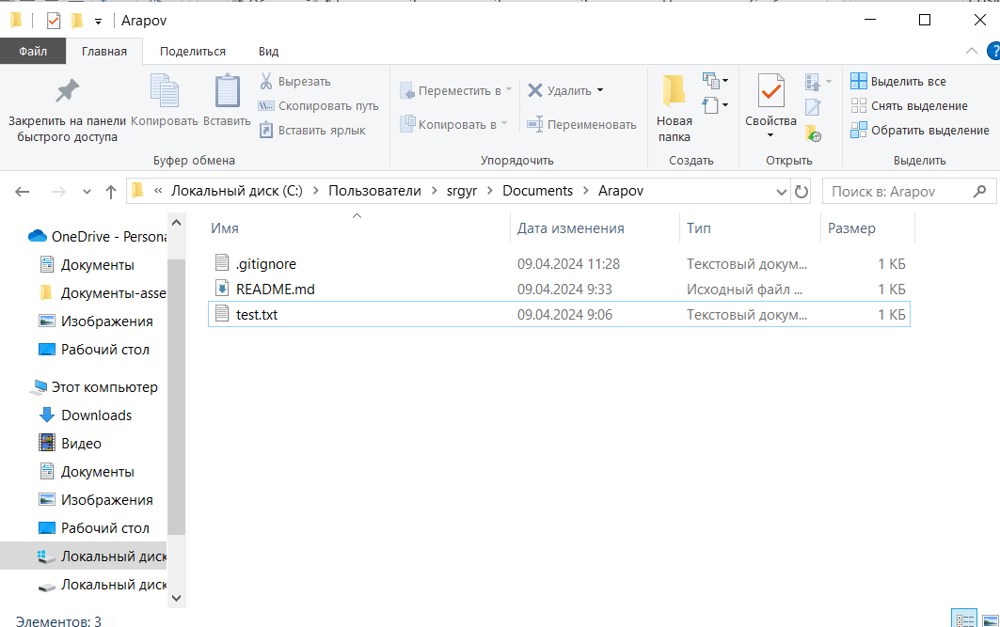 Arapov
Файл Главная Поделиться Вид
Закрепить на панели быстрого доступа
Копировать
Вставить
Вырезать
Скопировать путь
Вставить ярлык
Буфер обмена
Переместить в
Копировать в
Удалить
Переименовать
Упорядочить
Новая папка
Создать
Свойства
Открыть
Выделить все
Снять выделение
Обратить выделение
Выделить
« Локальный диск (C:) > Пользователи > srgyr > Documents > Arapov
Поиск в: Arapov
OneDrive - Persona
Документы
Документы-asse
Изображения
Рабочий стол
Этот компьютер
Downloads
Видео
Документы
Изображения
Рабочий стол
Локальный диск
Локальный диск
Имя Дата изменения Тип Размер
.gitignore 09.04.2024 11:28 Текстовый докум... 1 КБ
README.md 09.04.2024 9:33 Исходный файл ... 1 КБ
test.txt 09.04.2024 9:06 Текстовый докум... 1 КБ
Элементов: 3